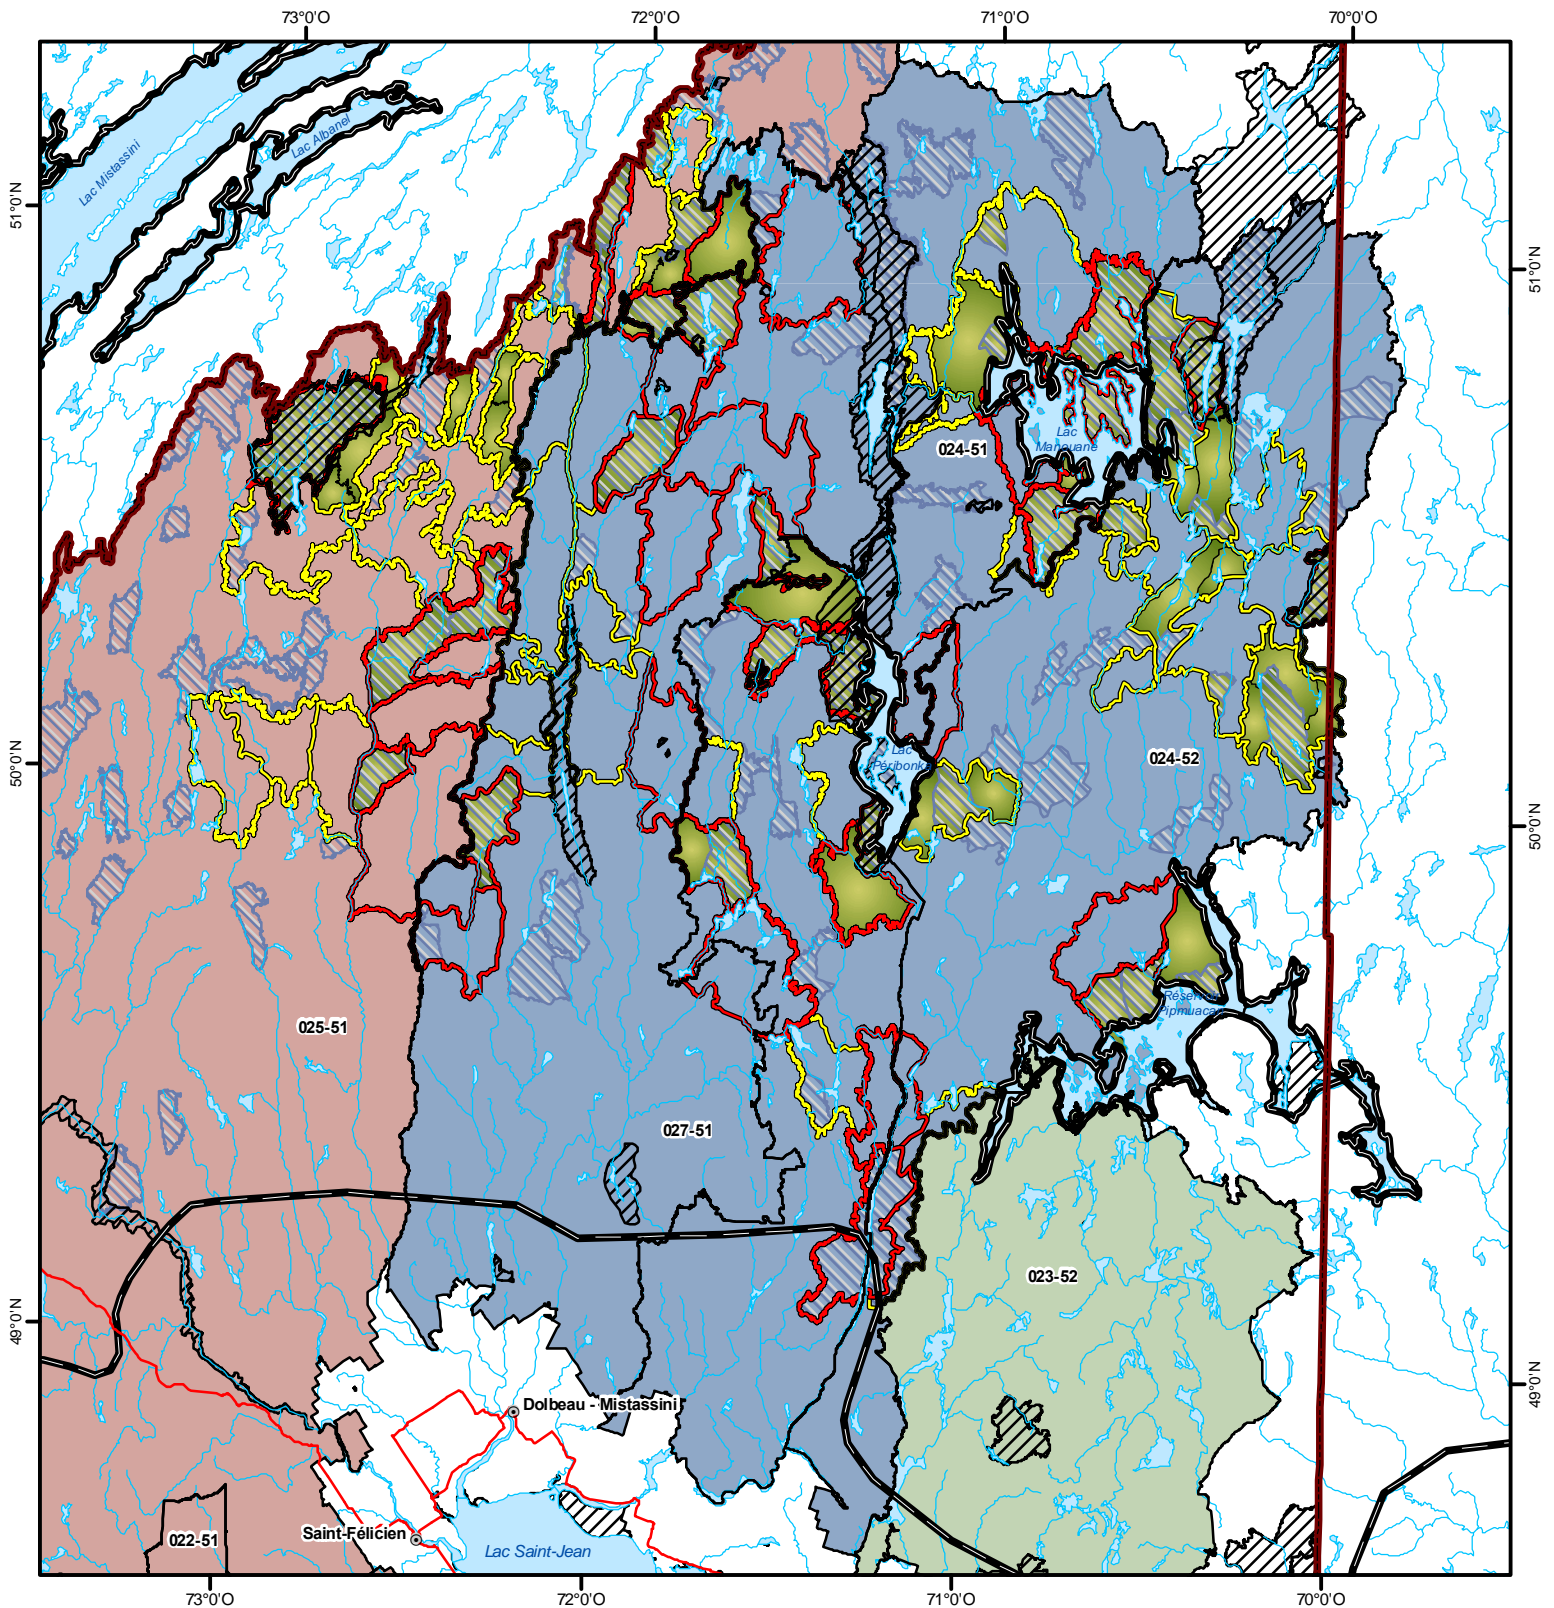 73°0'O
72°0'O
71°0'O
70°0'O
Lac Mistassini
Lac Albanel
51°0'N
51°0'N
Lac
Manouane
024-51
50°0'N
Lac
Péribonka
024-52
50°0'N
Réservoir
Pipmuacan
025-51
027-51
023-52
49°0'N
49°0'N
Dolbeau - Mistassini
Saint-Félicien
022-51
Lac Saint-Jean
73°0'O
72°0'O
71°0'O
70°0'O